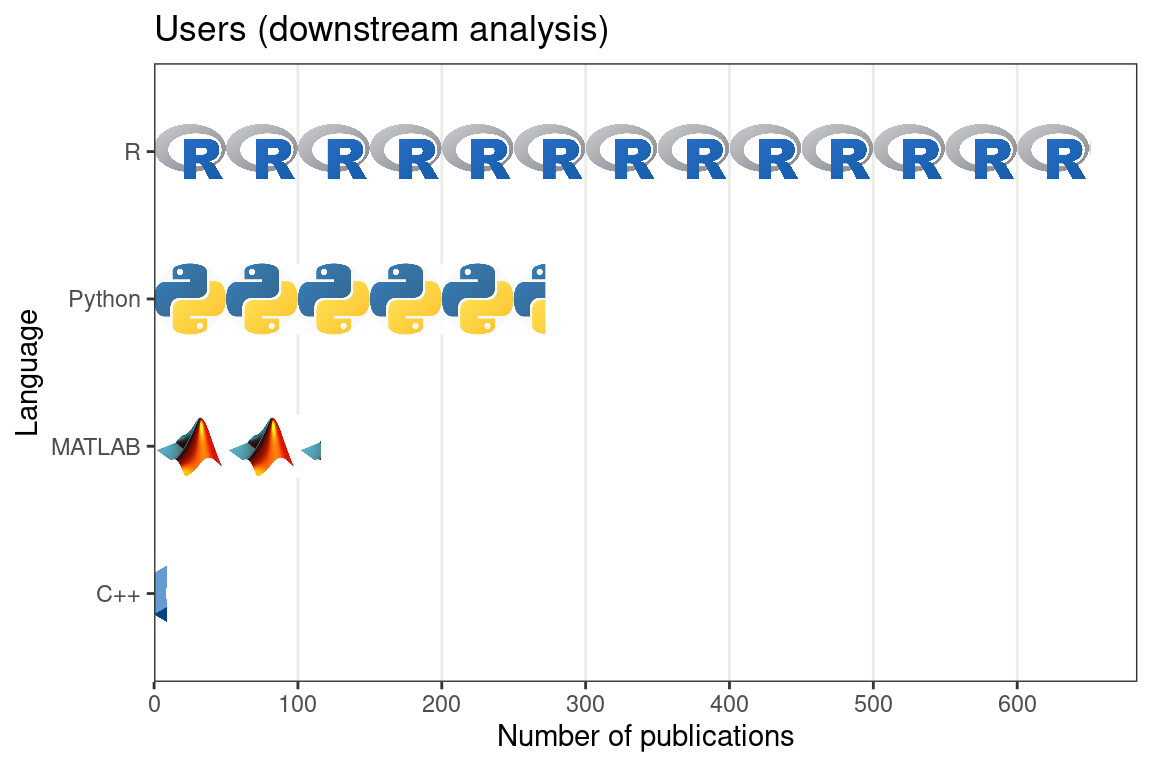 Users (downstream analysis)
R
R R R R R R R R R R R R R
Python
MATLAB
C++
Language
0 100 200 300 400 500 600
Number of publications